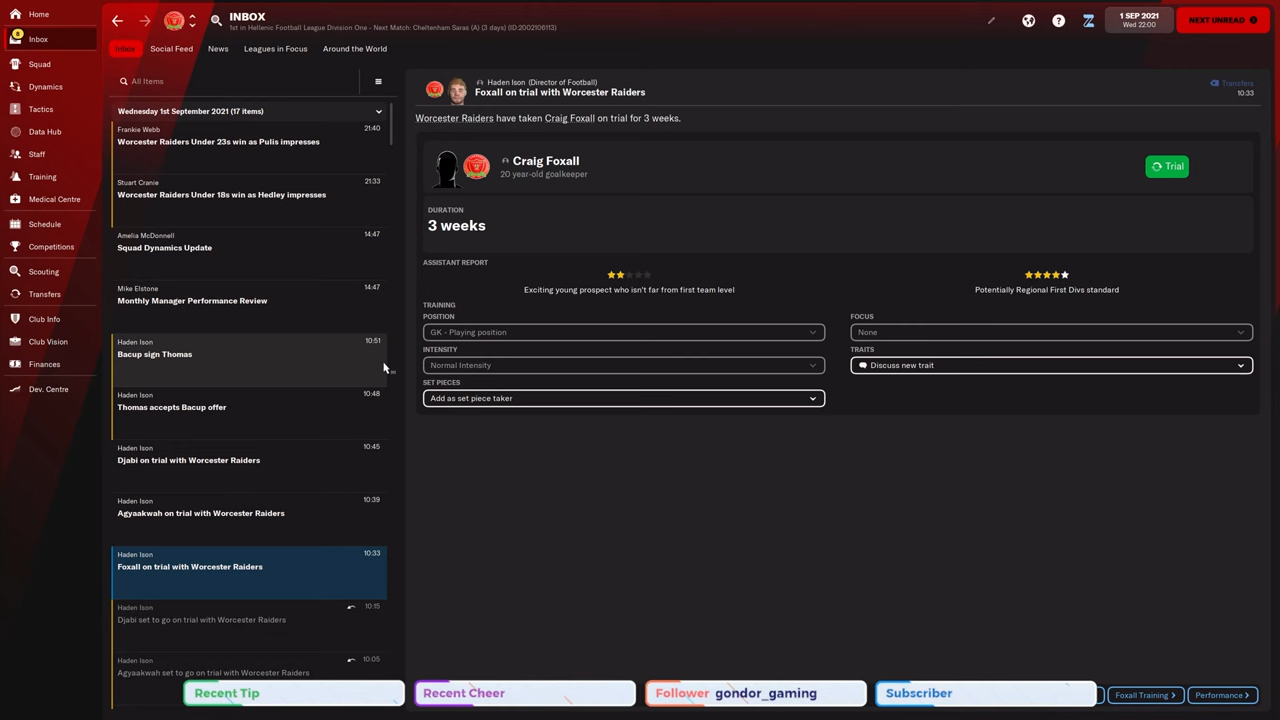 Home
8
Inbox
Squad
Dynamics
Tactics
Data Hub
Staff
Training
Medical Centre
Schedule
Competitions
Scouting
Transfers
Club Info
Club Vision
Finances
Dev. Centre
INBOX
1st in Hellenic Football League Division One - Next Match: Cheltenham Saras (A) (3 days) (ID:2002106113)
1 SEP 2021
Wed 22:00
NEXT UNREAD
Inbox Social Feed News Leagues in Focus Around the World
All Items
Wednesday 1st September 2021 (17 items)
Frankie Webb 21:40
Worcester Raiders Under 23s win as Pulis impresses
Stuart Cranie 21:33
Worcester Raiders Under 18s win as Hedley impresses
Amelia McDonnell 14:47
Squad Dynamics Update
Mike Elstone 14:47
Monthly Manager Performance Review
Haden Ison 10:51
Bacup sign Thomas
Haden Ison 10:48
Thomas accepts Bacup offer
Haden Ison 10:45
Djabi on trial with Worcester Raiders
Haden Ison 10:39
Agyaakwah on trial with Worcester Raiders
Haden Ison 10:33
Foxall on trial with Worcester Raiders
Haden Ison 10:15
Djabi set to go on trial with Worcester Raiders
Haden Ison 10:05
Agyaakwah set to go on trial with Worcester Raiders
Haden Ison (Director of Football)
Foxall on trial with Worcester Raiders
Transfers
10:33
Worcester Raiders have taken Craig Foxall on trial for 3 weeks.
Craig Foxall
20 year-old goalkeeper
Trial
DURATION
3 weeks
ASSISTANT REPORT
Exciting young prospect who isn't far from first team level
Potentially Regional First Divs standard
TRAINING
POSITION
GK - Playing position
FOCUS
None
INTENSITY
Normal Intensity
TRAITS
Discuss new trait
SET PIECES
Add as set piece taker
Recent Tip
Recent Cheer
Follower gondor_gaming
Subscriber
Foxall Training >
Performance >